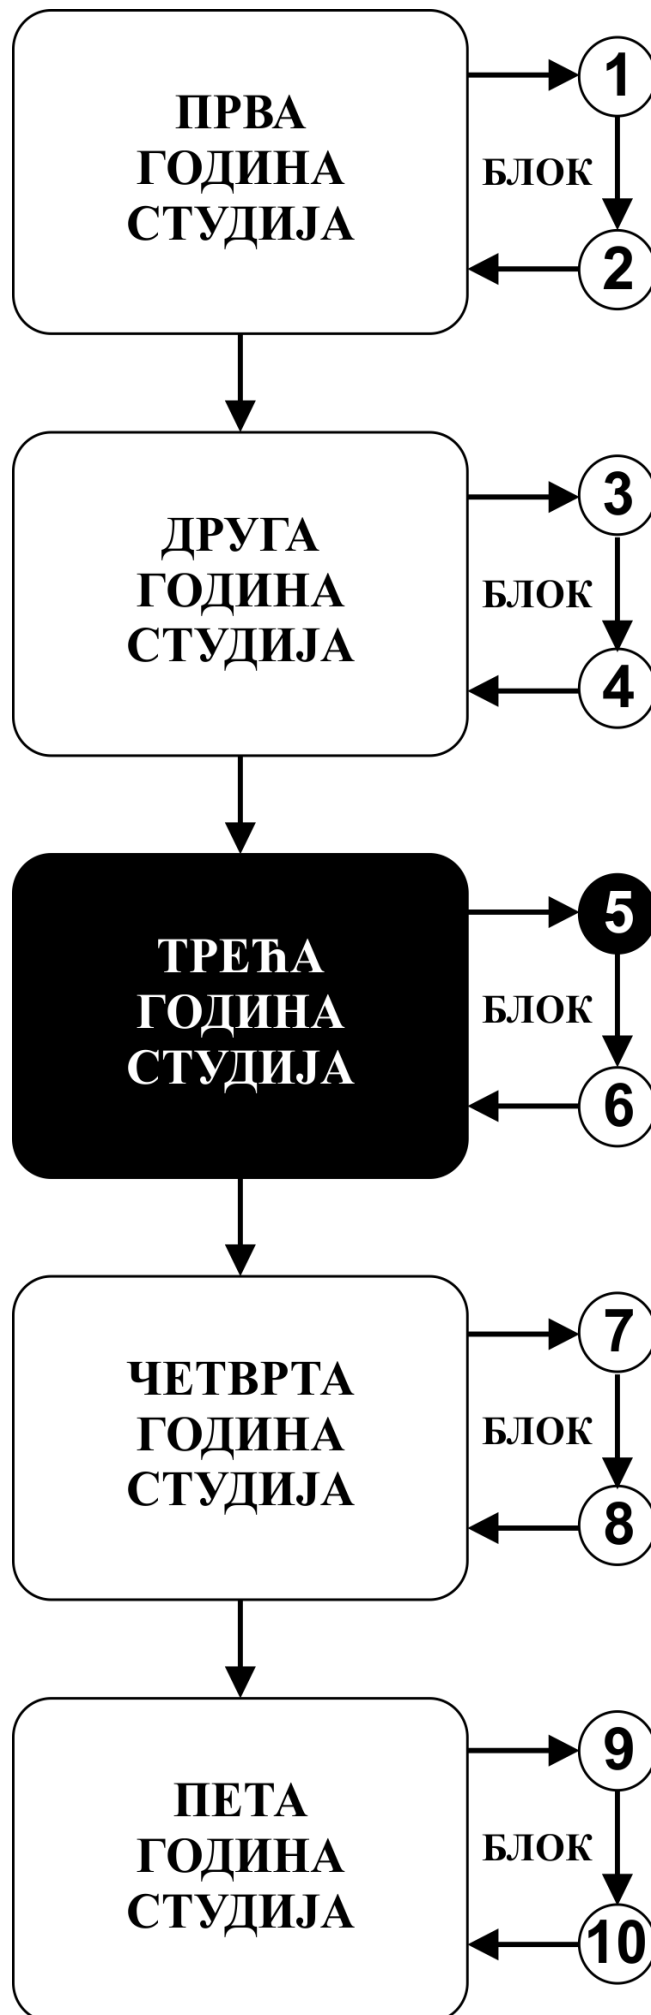 ПРВА
ГОДИНА
СТУДИЈА
1
БЛОК
2
ДРУГА
ГОДИНА
СТУДИЈА
3
БЛОК
4
ТРЕЋА
ГОДИНА
СТУДИЈА
5
БЛОК
6
ЧЕТВРТА
ГОДИНА
СТУДИЈА
7
БЛОК
8
ПЕТА
ГОДИНА
СТУДИЈА
9
БЛОК
10